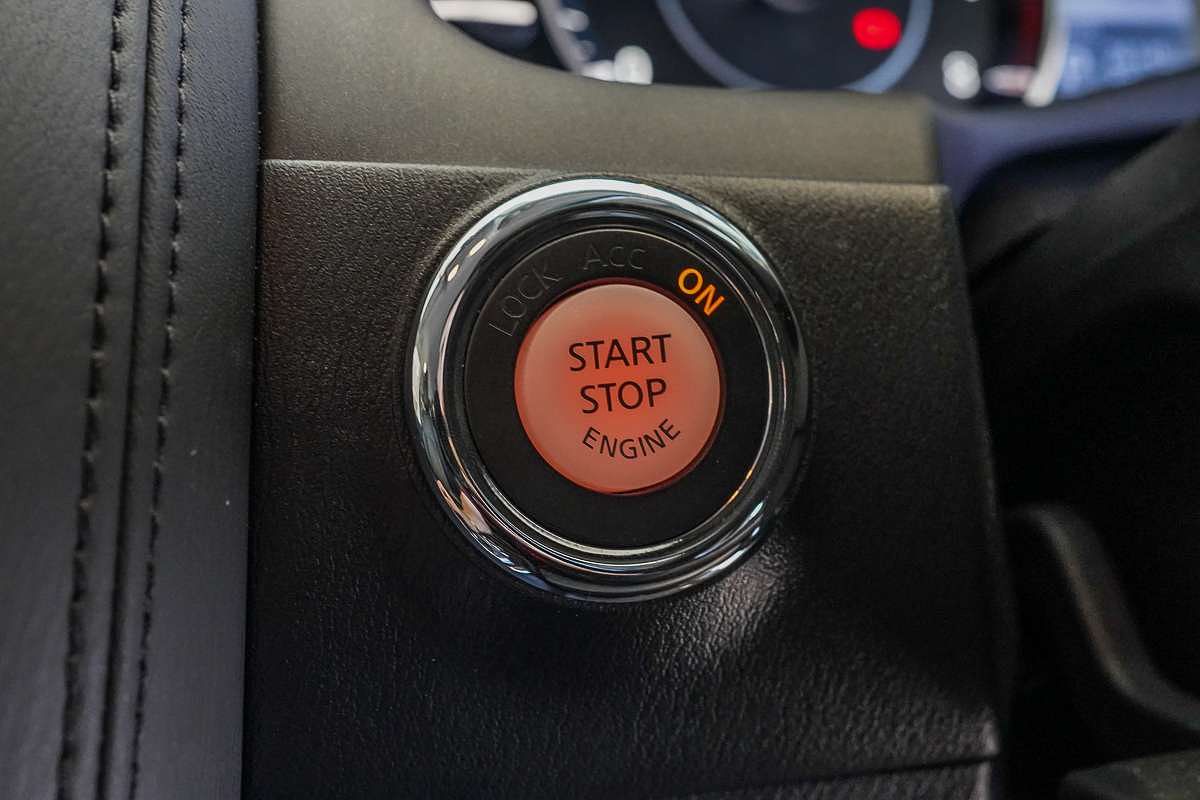 LOCK Acc ON
START
STOP
ENGINE